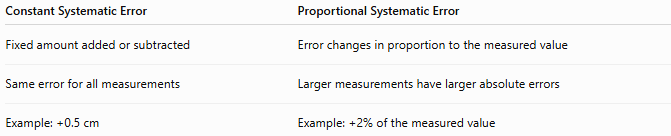 Constant Systematic Error Proportional Systematic Error
Fixed amount added or subtracted Error changes in proportion to the measured value
Same error for all measurements Larger measurements have larger absolute errors
Example: +0.5 cm Example: +2% of the measured value